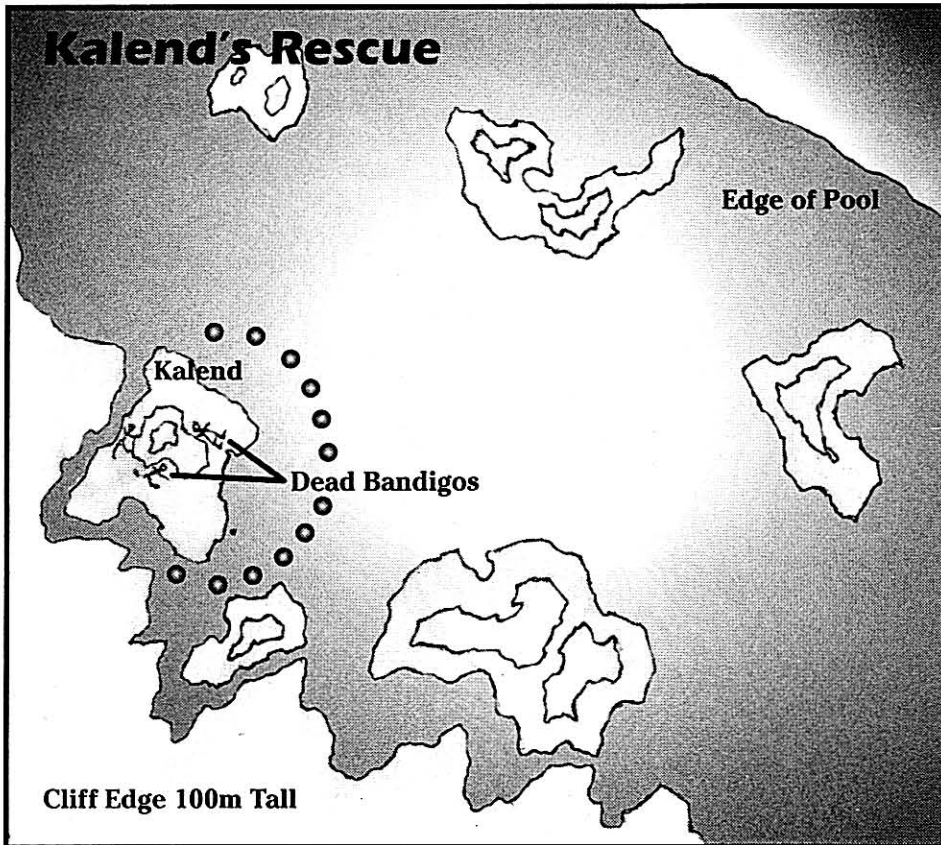 Kalend's Rescue
Edge of Pool
Kalend
Dead Bandigos
Cliff Edge 100m Tall